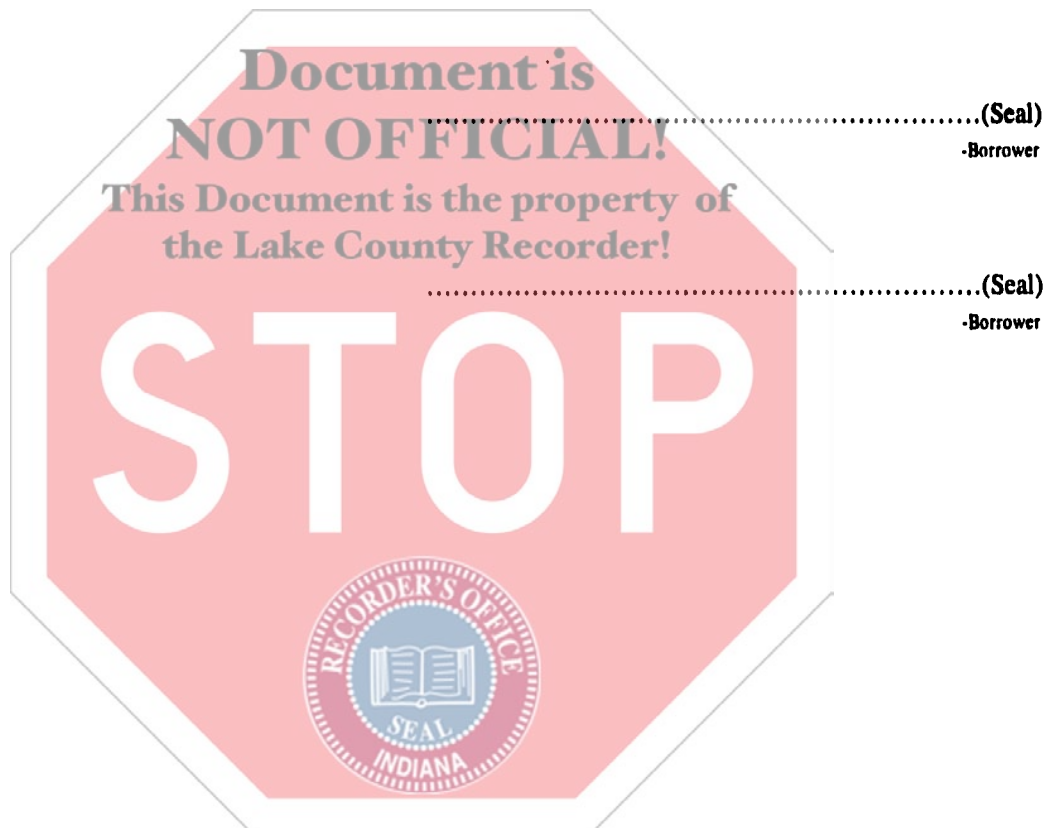 Document is
NOT OFFICIAL!
..........(Seal)
-Borrower
This Document is the property of
the Lake County Recorder!
..........(Seal)
-Borrower
STOP
RECORDER'S OFFICE
SEAL
INDIANA